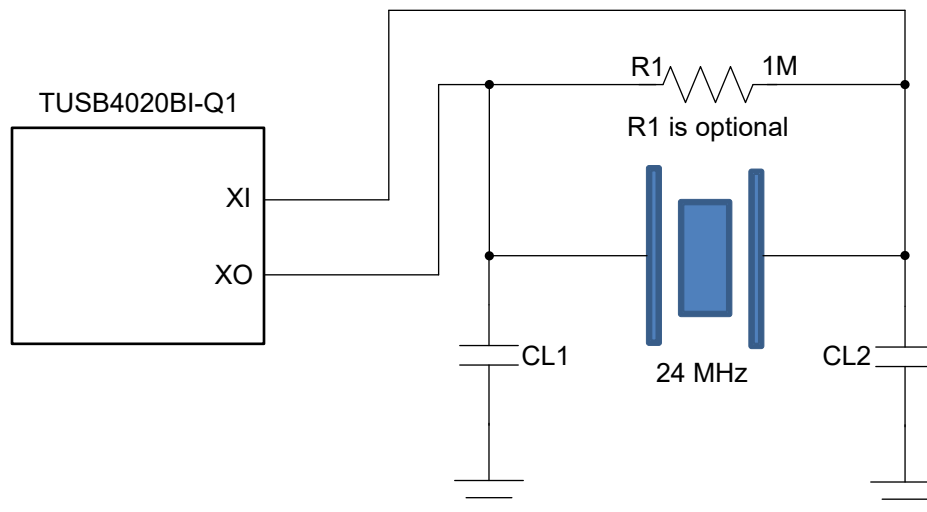 R1 1M
TUSB4020BI-Q1
R1 is optional
XI
XO
CL1
CL2
24 MHz